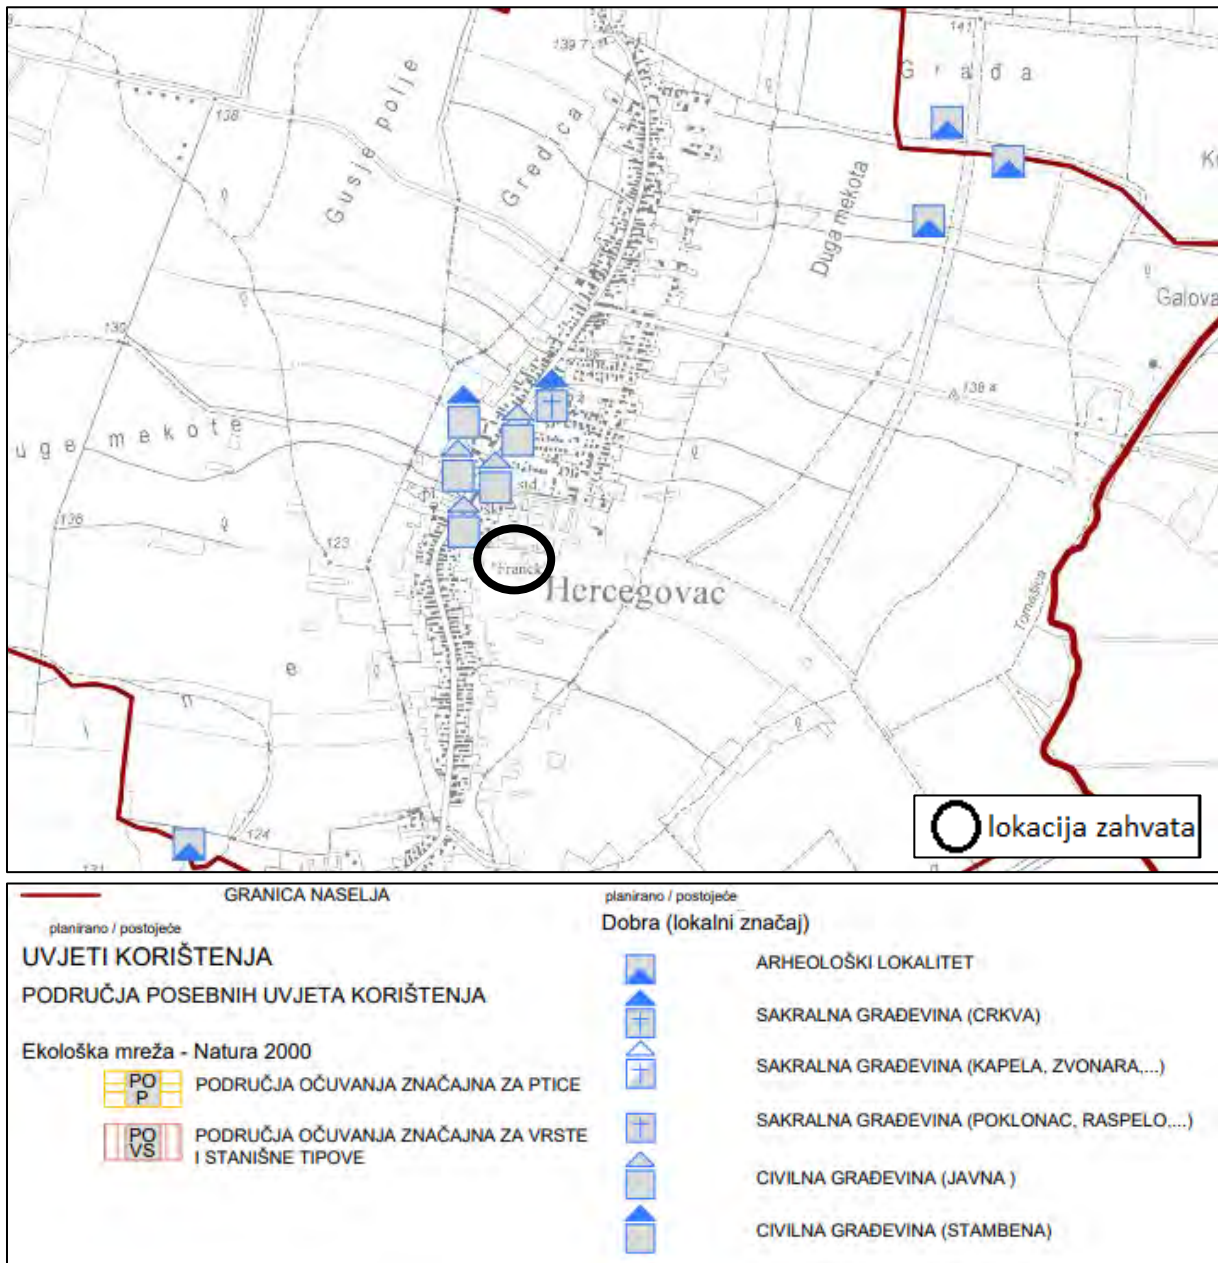 139
141
G r a đ a
138
Gusje polje
Gredica
Duga mekota
Galova
130
138
uge mekote
136
123
"Franck"
Hercegovac
Tomašica
n
e
124
131
lokacija zahvata
GRANICA NASELJA
planirano / postojeće
UVJETI KORIŠTENJA
PODRUČJA POSEBNIH UVJETA KORIŠTENJA
Ekološka mreža - Natura 2000
PO
P
PODRUČJA OČUVANJA ZNAČAJNA ZA PTICE
PO
VS
PODRUČJA OČUVANJA ZNAČAJNA ZA VRSTE
I STANIŠNE TIPOVE
planirano / postojeće
Dobra (lokalni značaj)
ARHEOLOŠKI LOKALITET
SAKRALNA GRAĐEVINA (CRKVA)
SAKRALNA GRAĐEVINA (KAPELA, ZVONARA,...)
SAKRALNA GRAĐEVINA (POKLONAC, RASPELO,...)
CIVILNA GRAĐEVINA (JAVNA )
CIVILNA GRAĐEVINA (STAMBENA)